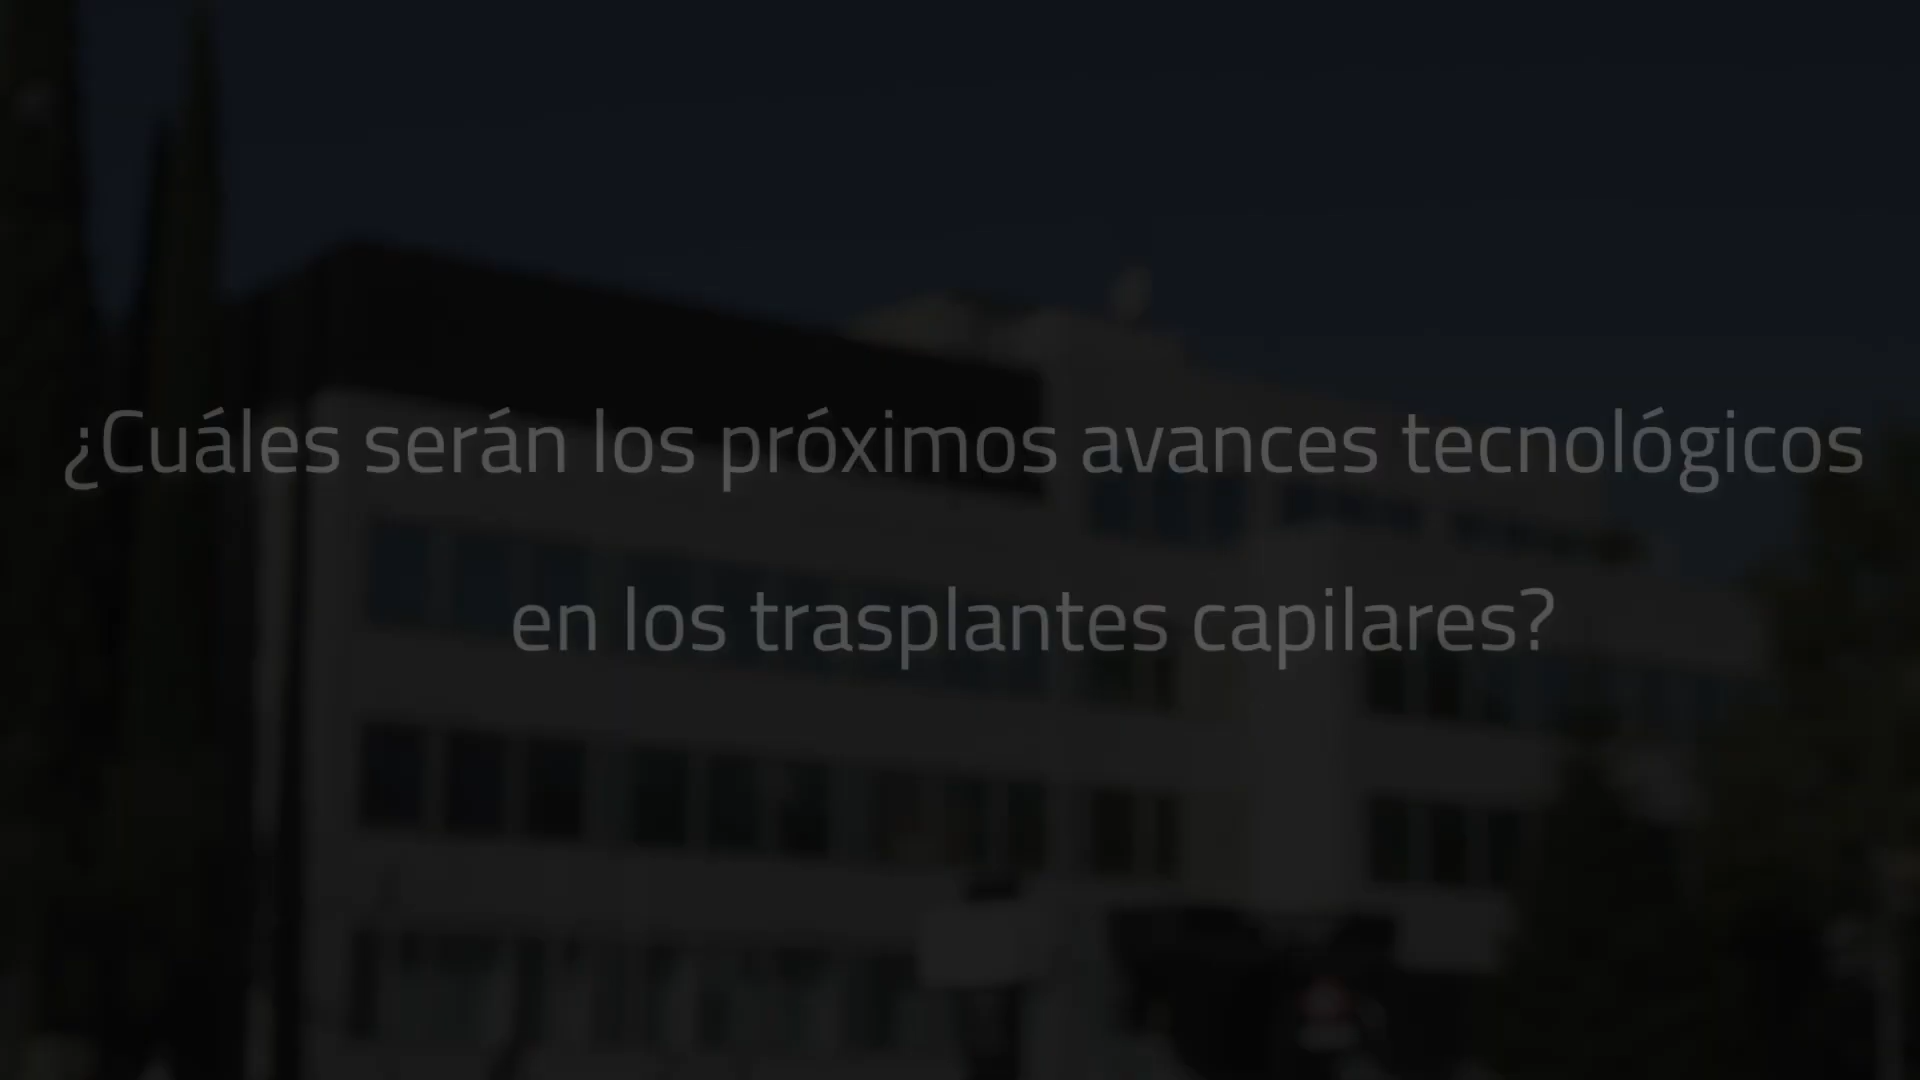 ¿Cuáles serán los próximos avances tecnológicos
en los trasplantes capilares?